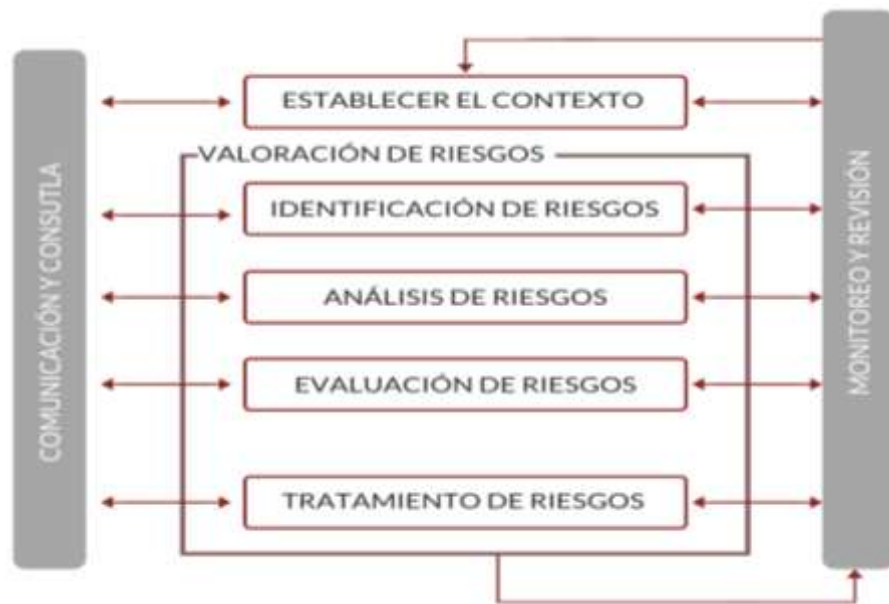 COMUNICACIÓN Y CONSUTLA
ESTABLECER EL CONTEXTO
VALORACIÓN DE RIESGOS
IDENTIFICACIÓN DE RIESGOS
ANÁLISIS DE RIESGOS
EVALUACIÓN DE RIESGOS
TRATAMIENTO DE RIESGOS
MONITOREO Y REVISIÓN